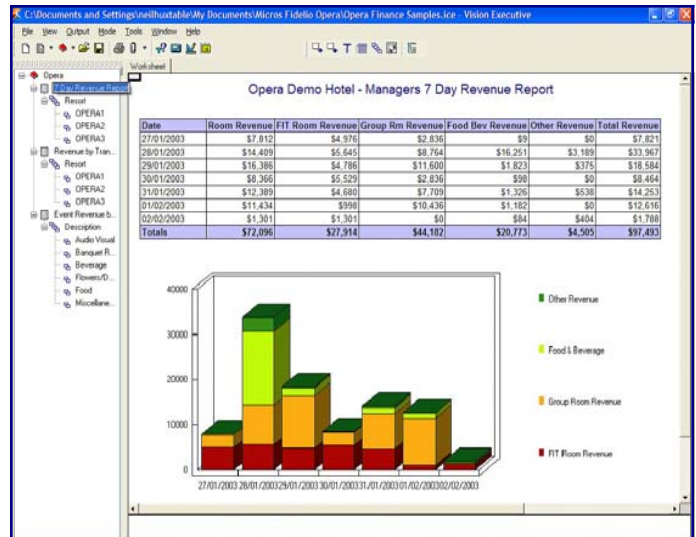 C:\Documents and Settings\neilhuxtable\My Documents\Micros Fidelio Opera\Opera Finance Samples.ice - Vision Executive
File View Output Mode Tools Window Help
Worksheet
Opera
7 Day Revenue Report
Resort
OPERA1
OPERA2
OPERA3
Revenue by Tran...
Resort
OPERA1
OPERA2
OPERA3
Event Revenue b...
Description
Audio Visual
Banquet R...
Beverage
Flowers/D...
Food
Miscellane...
Opera Demo Hotel - Managers 7 Day Revenue Report
Date Room Revenue FIT Room Revenue Group Rm Revenue Food Bev Revenue Other Revenue Total Revenue
27/01/2003 $7,812 $4,976 $2,836 $9 $0 $7,821
28/01/2003 $14,409 $5,645 $8,764 $16,251 $3,189 $33,967
29/01/2003 $16,386 $4,786 $11,600 $1,823 $375 $18,584
30/01/2003 $8,366 $5,529 $2,836 $98 $0 $8,464
31/01/2003 $12,389 $4,680 $7,709 $1,326 $538 $14,253
01/02/2003 $11,434 $998 $10,436 $1,182 $0 $12,616
02/02/2003 $1,301 $1,301 $0 $84 $404 $1,788
Totals $72,096 $27,914 $44,182 $20,773 $4,505 $97,493
40000
30000
20000
10000
0
27/01/2003 28/01/2003 29/01/2003 30/01/2003 31/01/2003 01/02/2003 02/02/2003
Other Revenue
Food & Beverage
Group Room Revenue
FIT Room Revenue